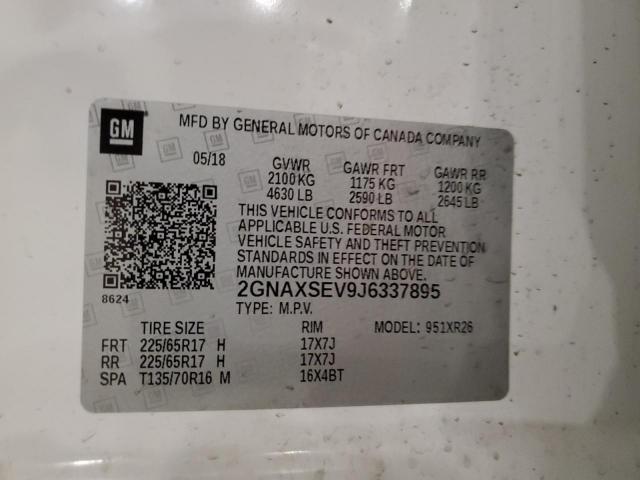 GM
MFD BY GENERAL MOTORS OF CANADA COMPANY
05/18 GVWR GAWR FRT GAWR RR
2100 KG 1175 KG 1200 KG
4630 LB 2590 LB 2645 LB
THIS VEHICLE CONFORMS TO ALL
APPLICABLE U.S. FEDERAL MOTOR
VEHICLE SAFETY AND THEFT PREVENTION
STANDARDS IN EFFECT ON THE DATE OF
MANUFACTURE SHOWN ABOVE.
8624 2GNAXSEV9J6337895
TYPE: M.P.V.
TIRE SIZE RIM MODEL: 951XR26
FRT 225/65R17 H 17X7J
RR 225/65R17 H 17X7J
SPA T135/70R16 M 16X4BT